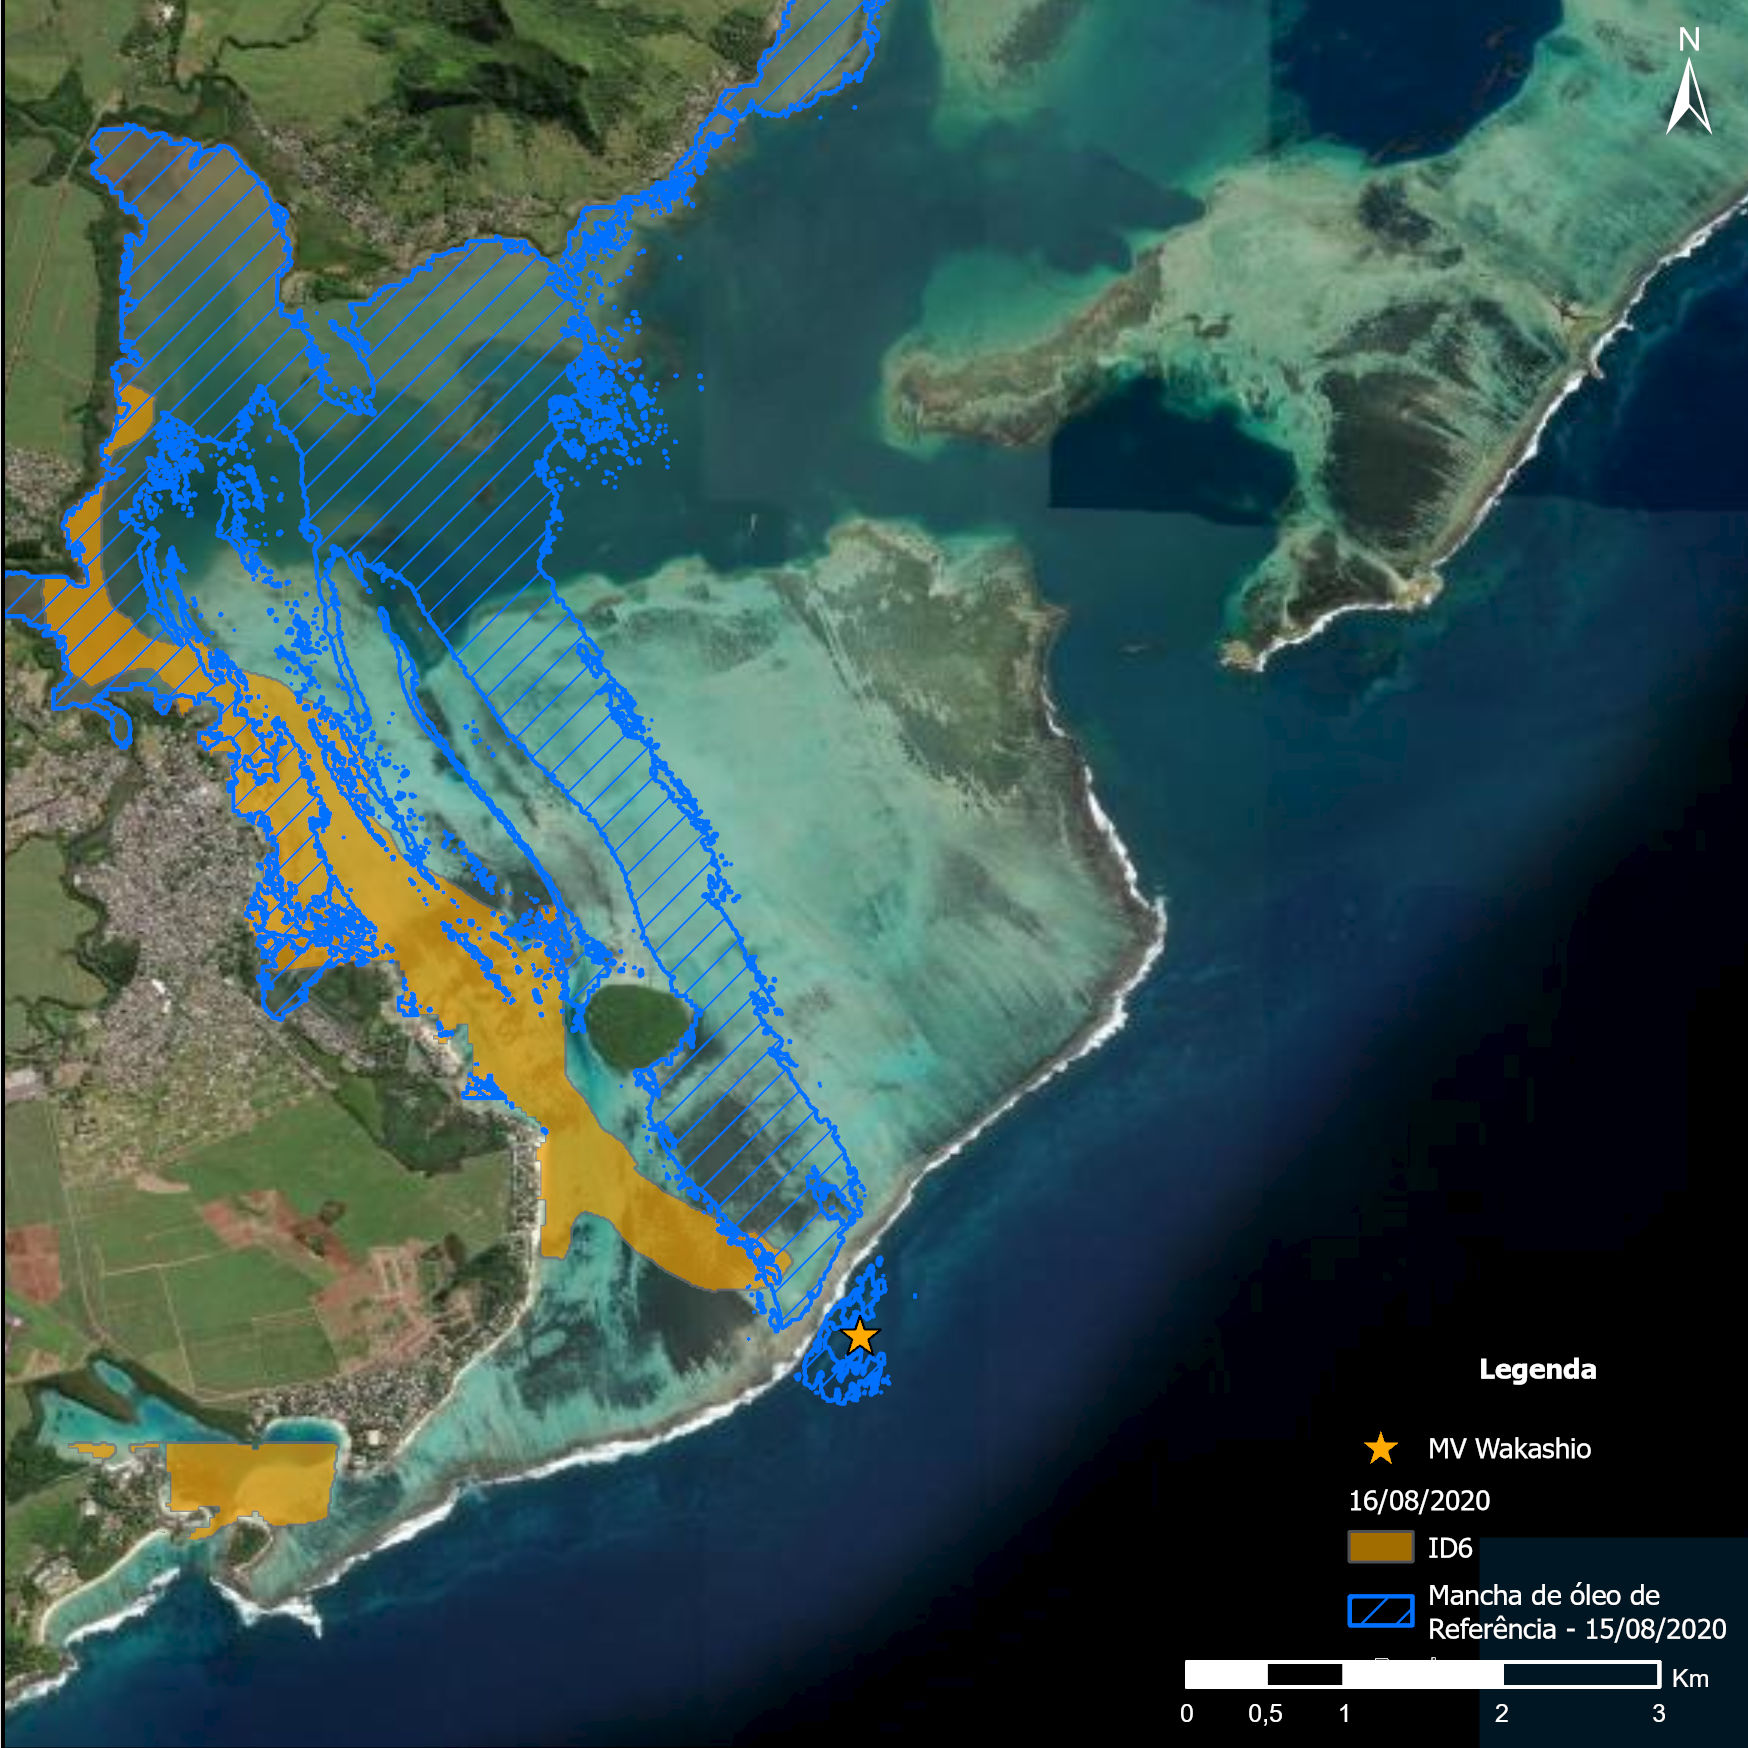 N
Legenda
MV Wakashio
16/08/2020
ID6
Mancha de óleo de
Referência - 15/08/2020
Km
0 0,5 1 2 3